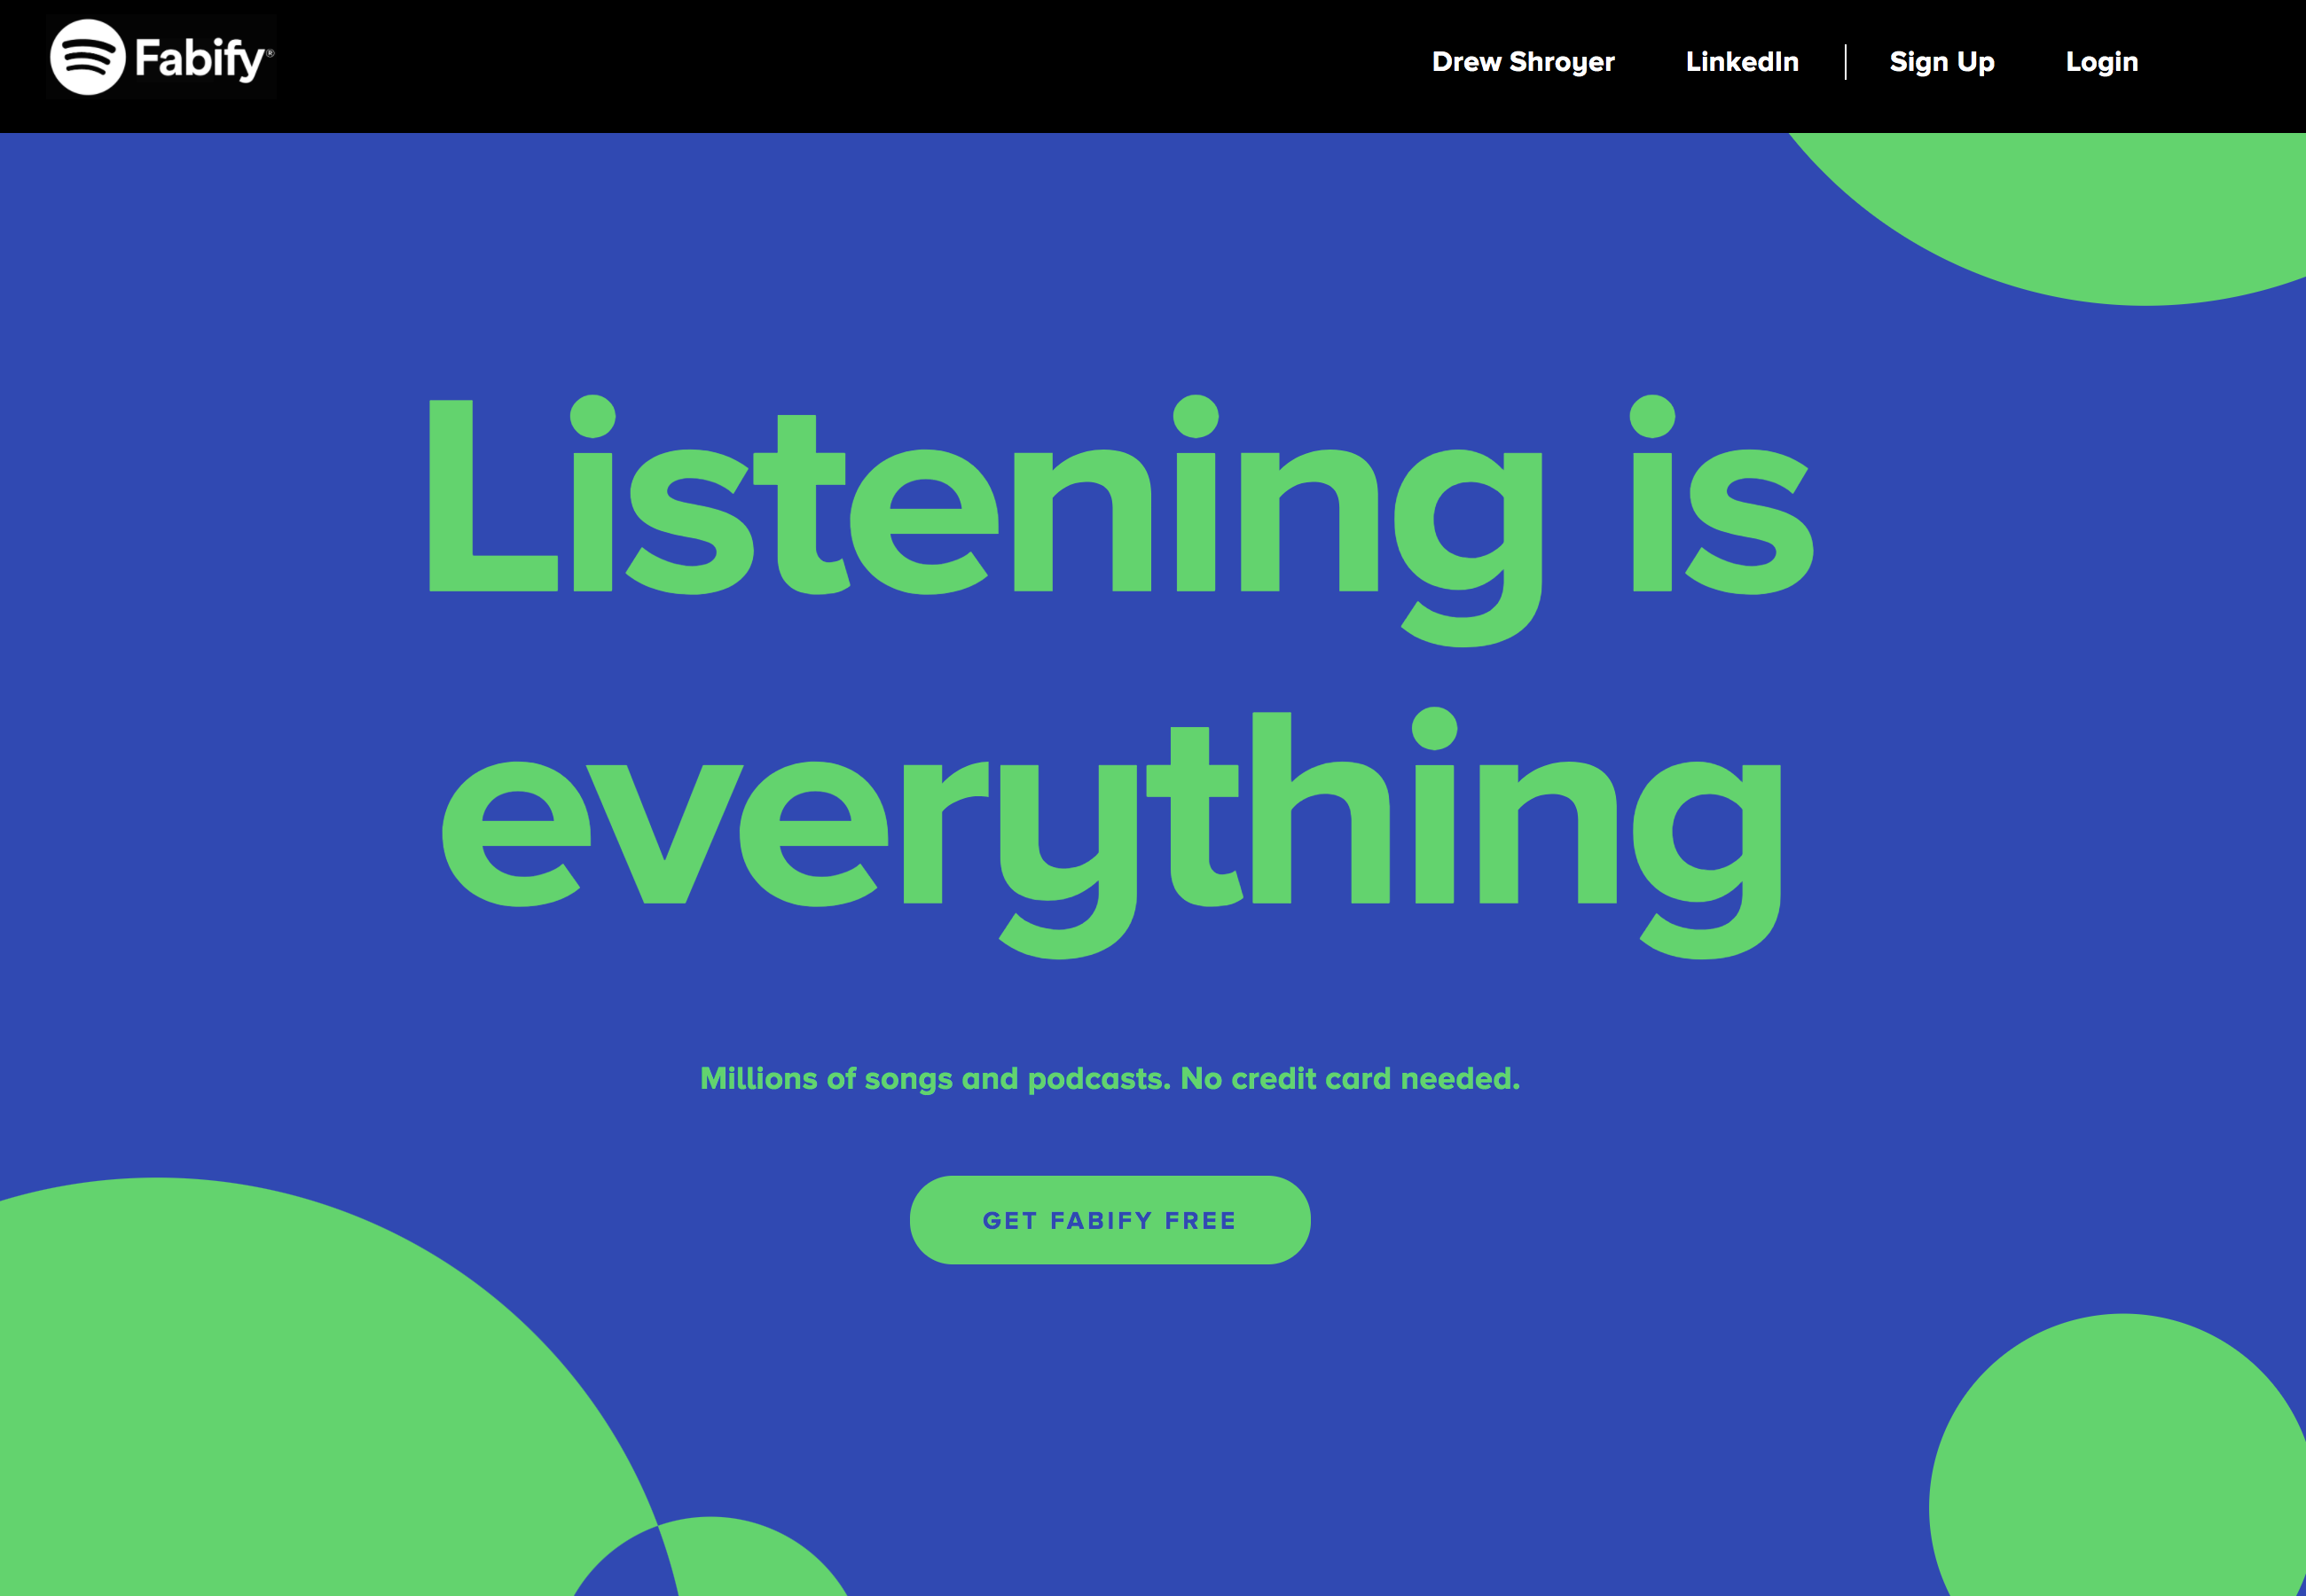 Fabify®
Drew Shroyer LinkedIn Sign Up Login
Listening is
everything
Millions of songs and podcasts. No credit card needed.
GET FABIFY FREE